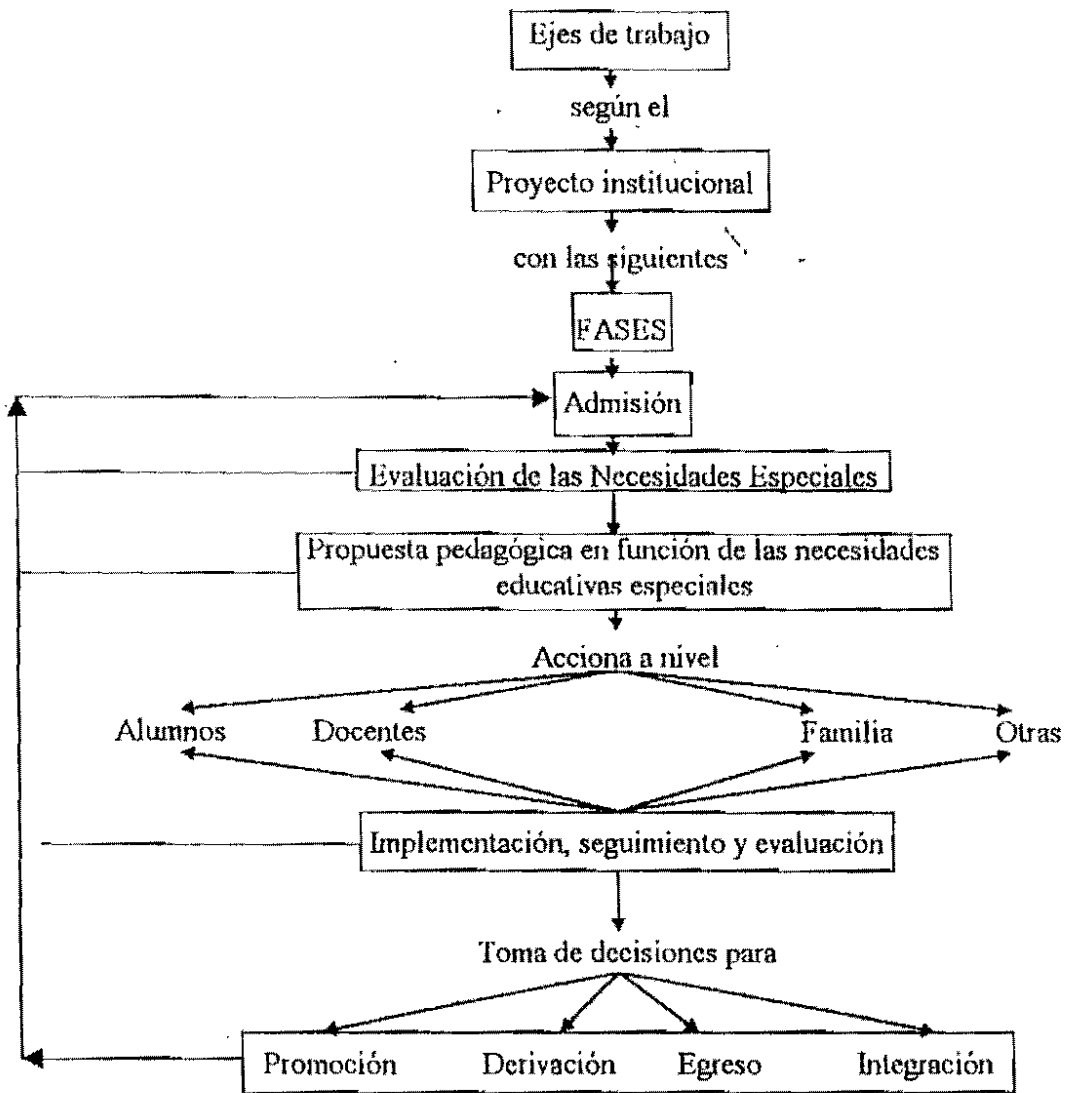 Ejes de trabajo
según el
Proyecto institucional
con las siguientes
FASES
Admisión
Evaluación de las Necesidades Especiales
Propuesta pedagógica en función de las necesidades
educativas especiales
Acciona a nivel
Alumnos Docentes Familia Otras
Implementación, seguimiento y evaluación
Toma de decisiones para
Promoción Derivación Egreso Integración